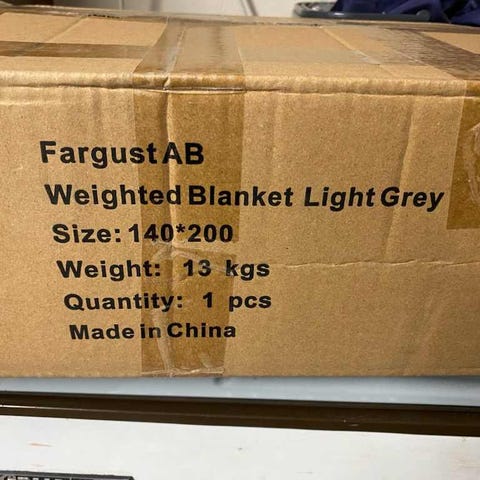 Fargust AB
Weighted Blanket Light Grey
Size: 140*200
Weight: 13 kgs
Quantity: 1 pcs
Made in China